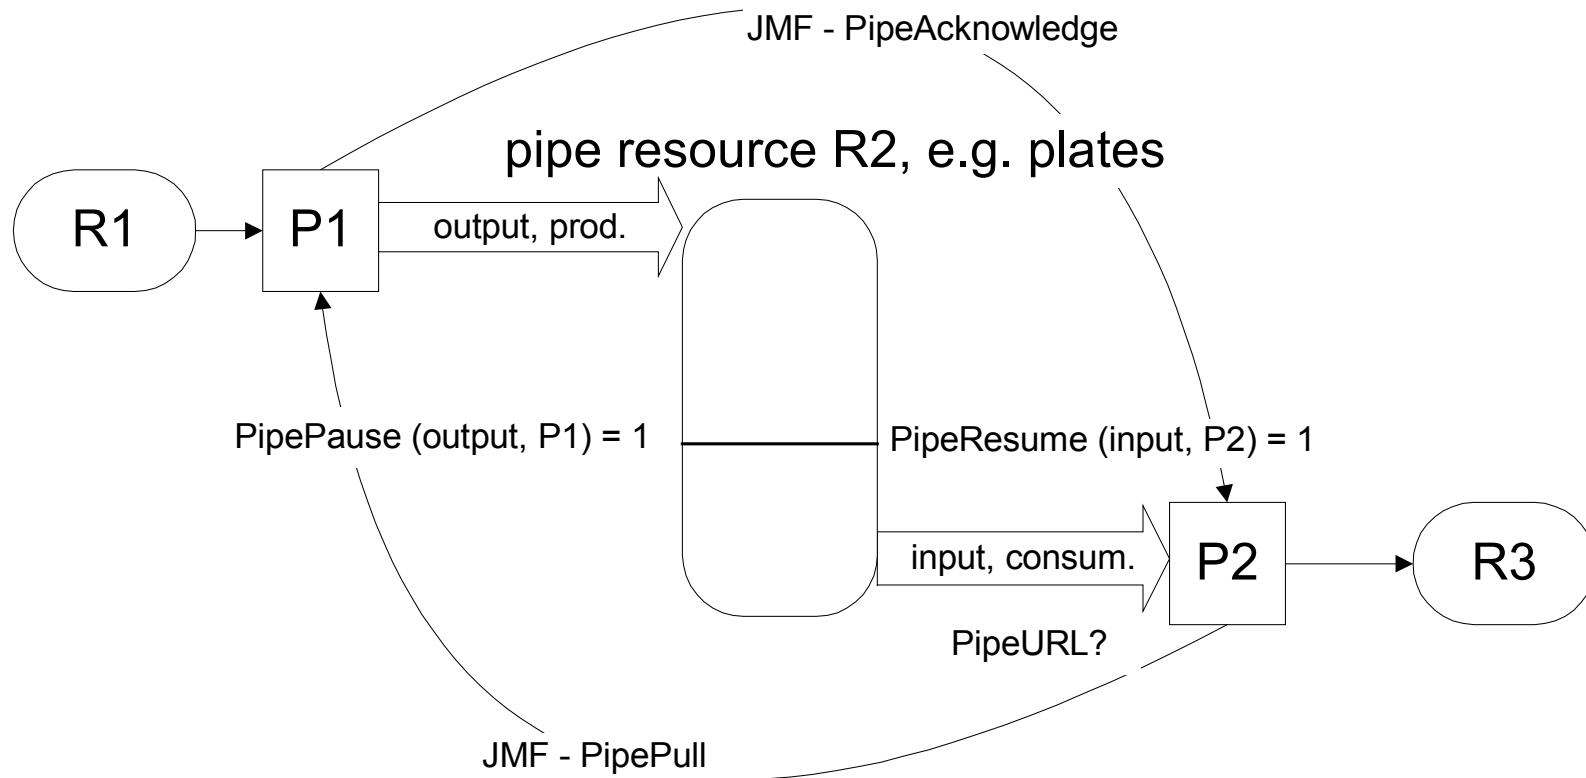 JMF - PipeAcknowledge
pipe resource R2, e.g. plates
R1
P1
output, prod.
PipePause (output, P1) = 1
PipeResume (input, P2) = 1
input, consum.
P2
R3
PipeURL?
JMF - PipePull